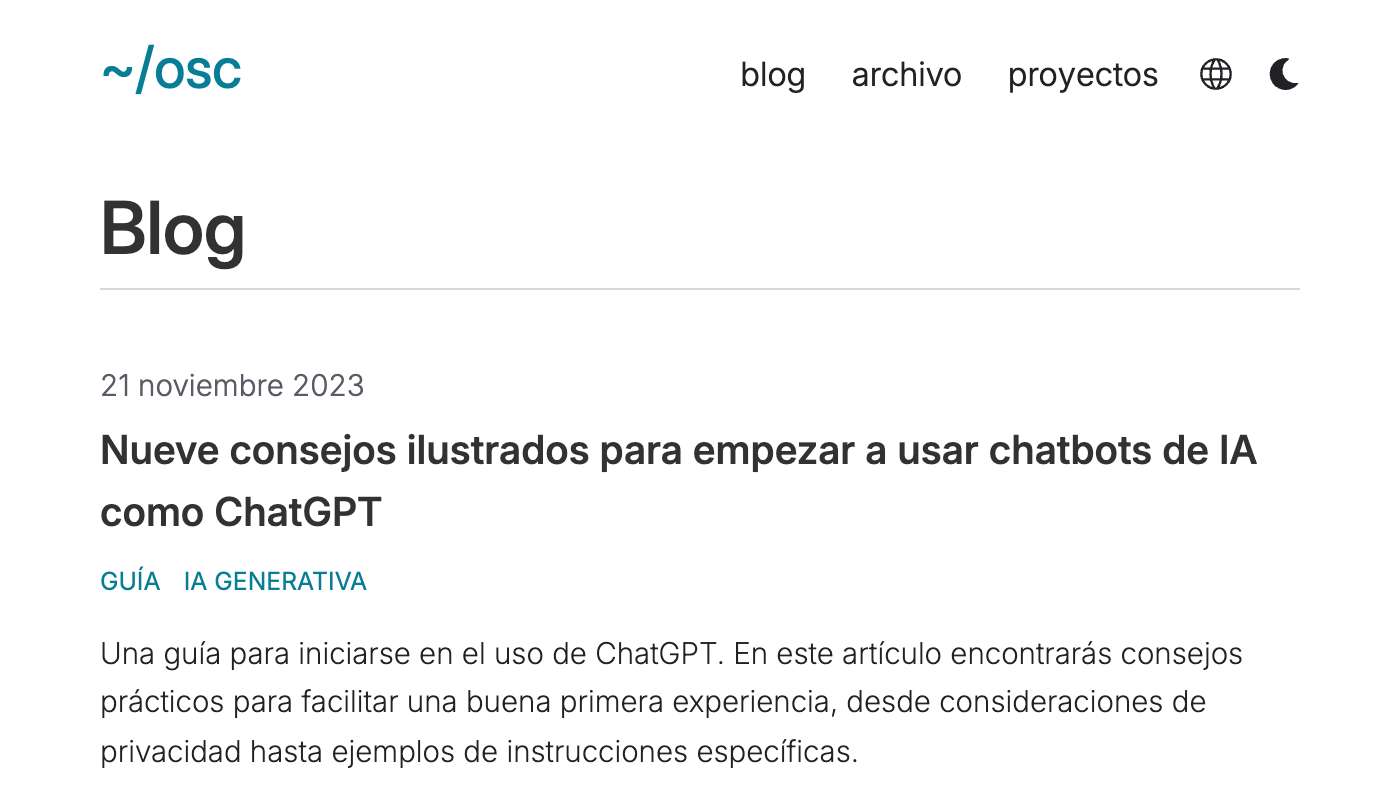 ~/osc
blog archivo proyectos
Blog
21 noviembre 2023
Nueve consejos ilustrados para empezar a usar chatbots de IA
como ChatGPT
GUÍA IA GENERATIVA
Una guía para iniciarse en el uso de ChatGPT. En este artículo encontrarás consejos
prácticos para facilitar una buena primera experiencia, desde consideraciones de
privacidad hasta ejemplos de instrucciones específicas.